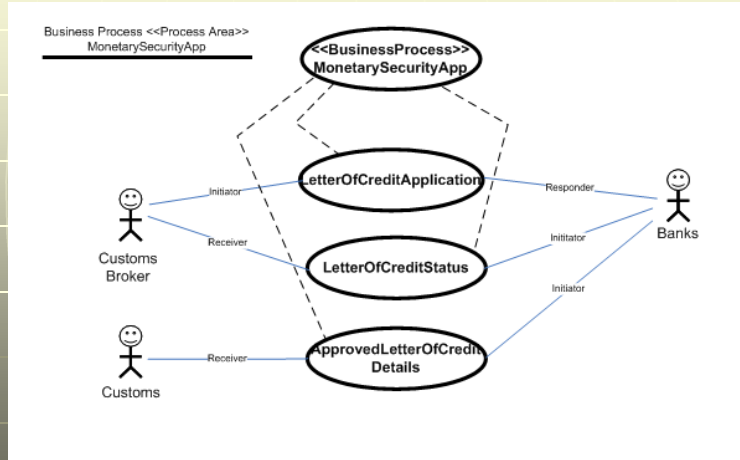 Business Process <<Process Area>>
MonetarySecurityApp
<<BusinessProcess>>
MonetarySecurityApp
LetterOfCreditApplication
Initiator
Responder
Customs
Broker
Banks
Receiver
LetterOfCreditStatus
Inititator
Initiator
ApprovedLetterOfCredit
Details
Receiver
Customs